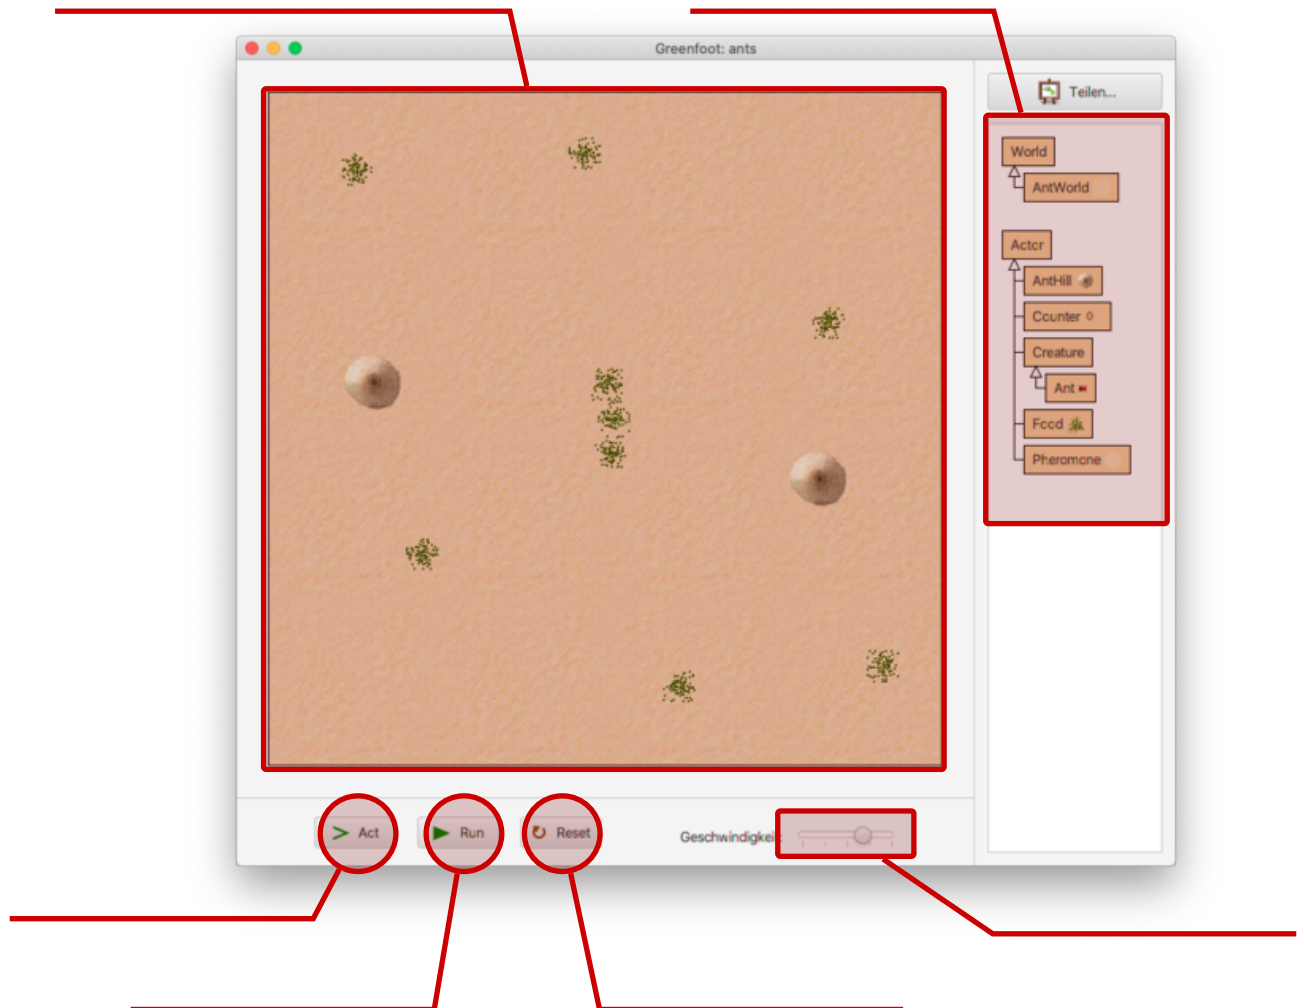 Greenfoot: ants
Teilen...
World
AntWorld
Actor
AntHill
Counter 0
Creature
Ant
Food
Pheromone
Act
Run
Reset
Geschwindigkeit: